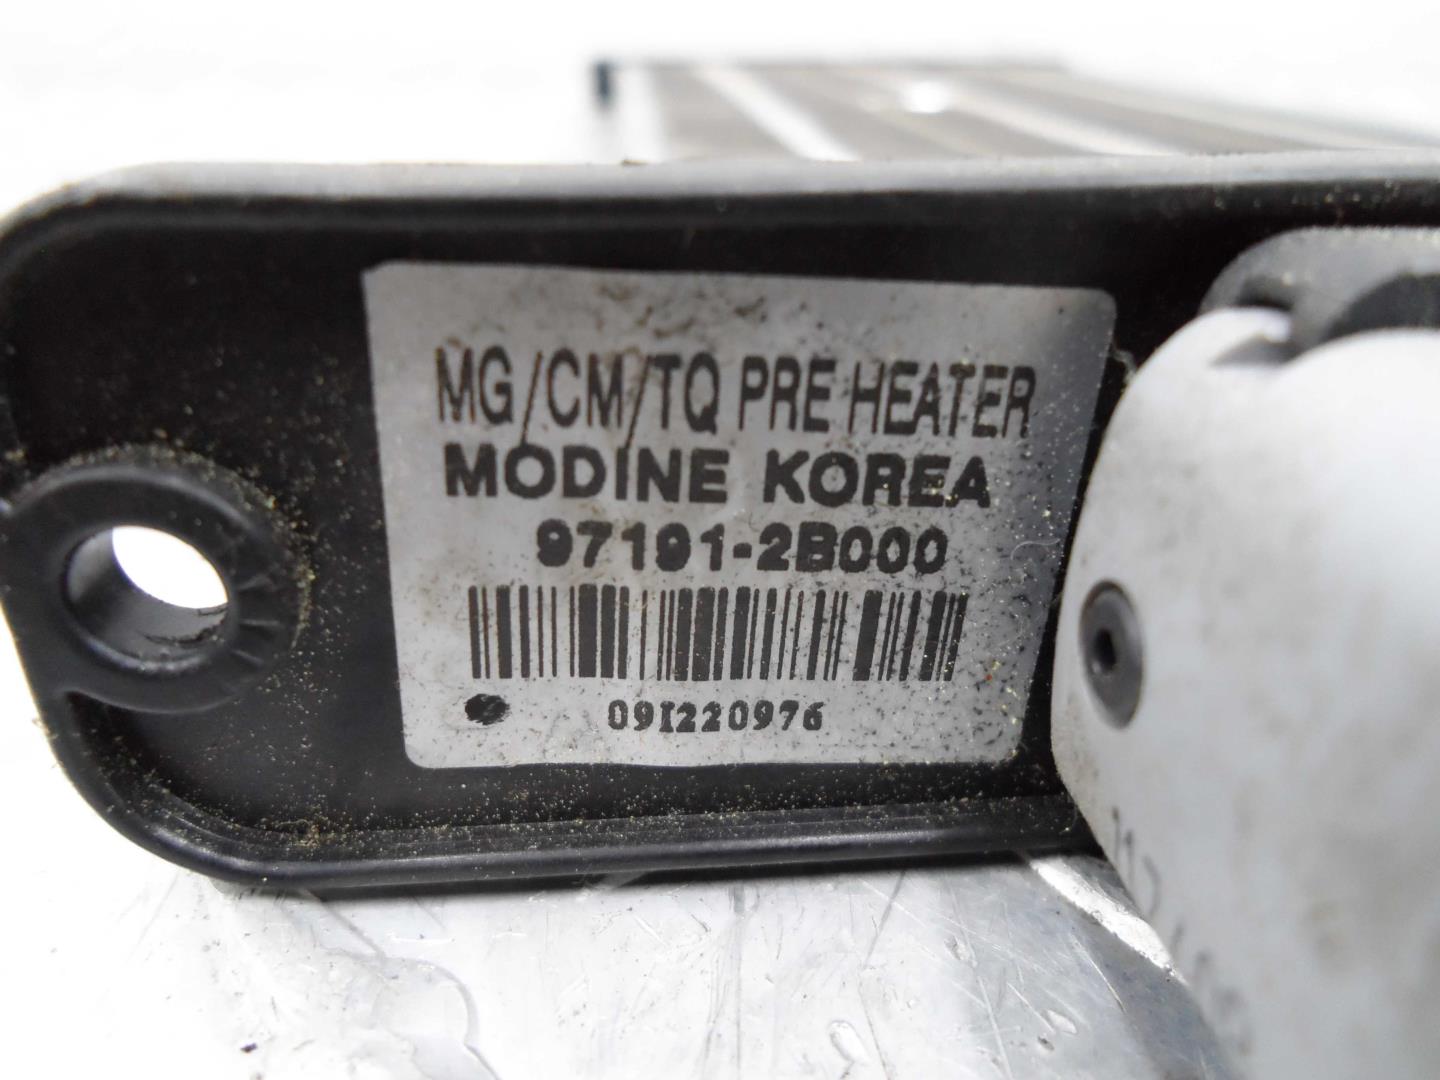 MG/CM/TQ PRE HEATER
MODINE KOREA
97191-2B000
09I220976